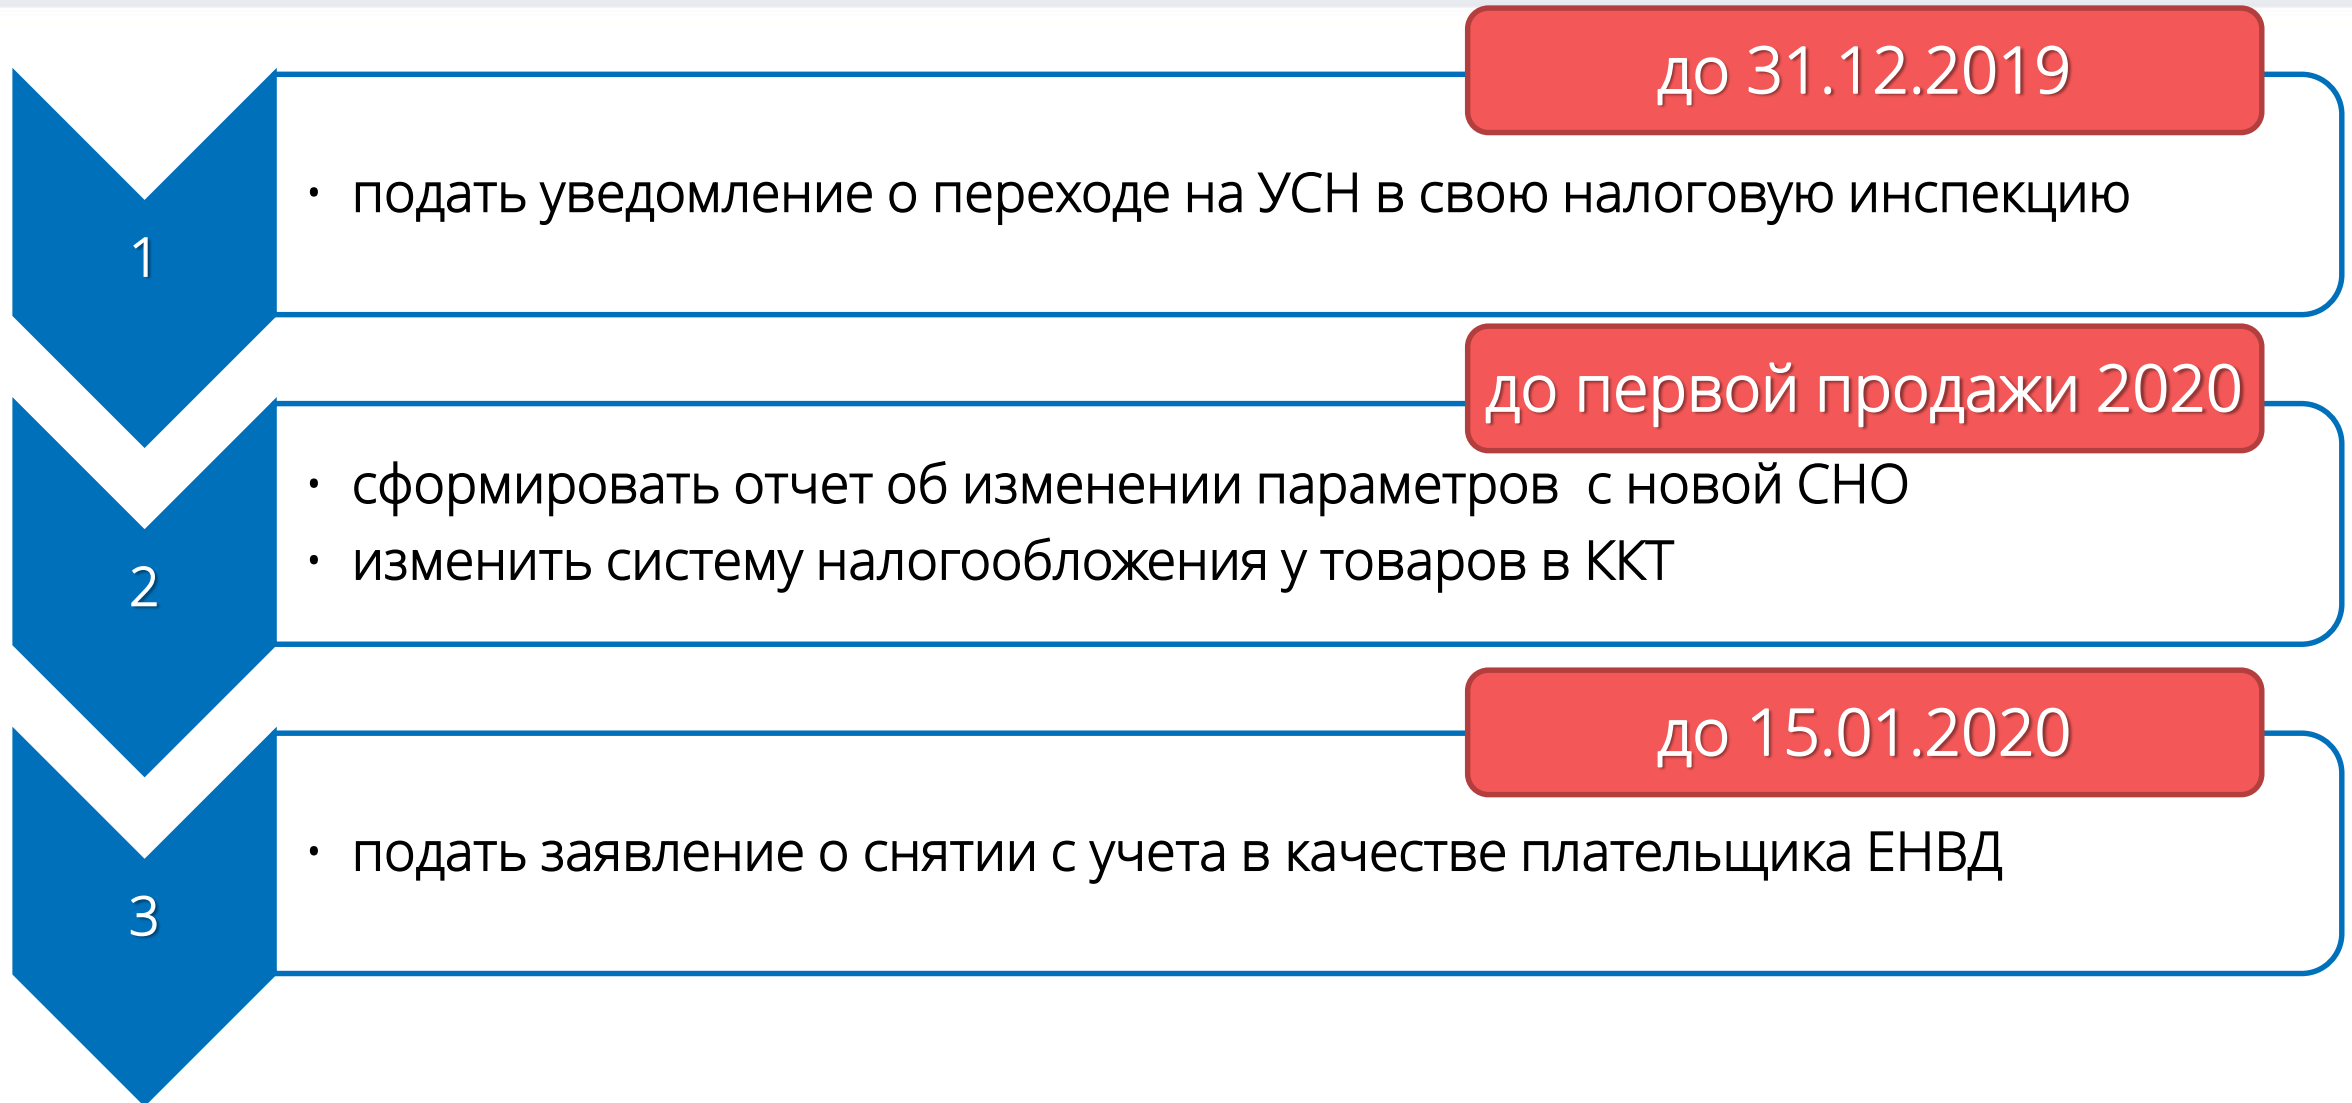 до 31.12.2019
1
• подать уведомление о переходе на УСН в свою налоговую инспекцию
до первой продажи 2020
2
• сформировать отчет об изменении параметров  с новой СНО
• изменить систему налогообложения у товаров в ККТ
до 15.01.2020
3
• подать заявление о снятии с учета в качестве плательщика ЕНВД